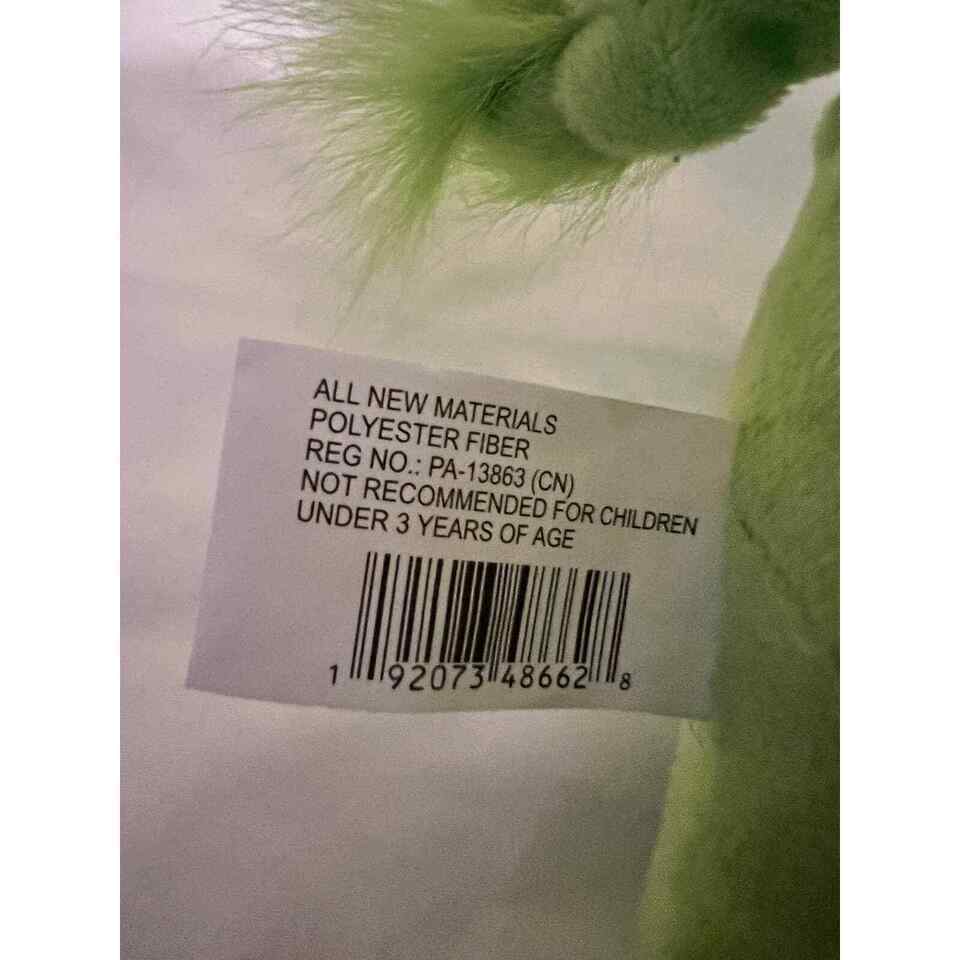 ALL NEW MATERIALS
POLYESTER FIBER
REG NO.: PA-13863 (CN)
NOT RECOMMENDED FOR CHILDREN
UNDER 3 YEARS OF AGE
1 92073 48662 8